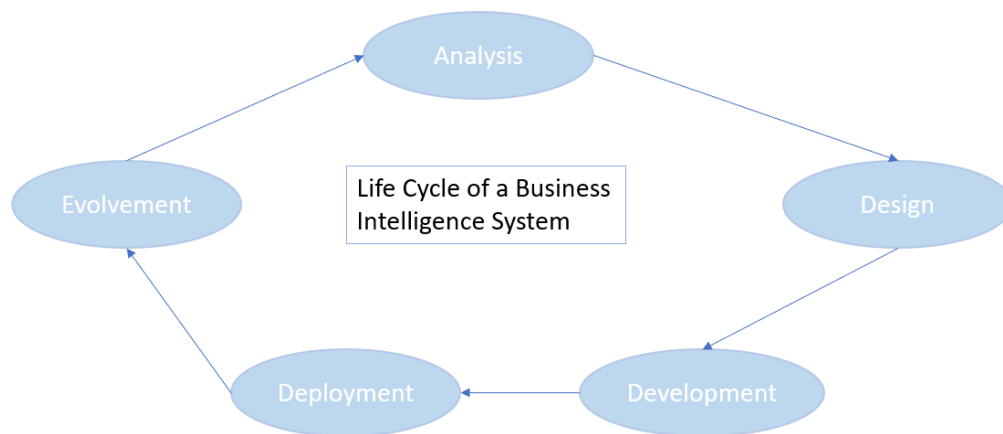 Analysis
Evolvement
Life Cycle of a Business
Intelligence System
Design
Deployment
Development